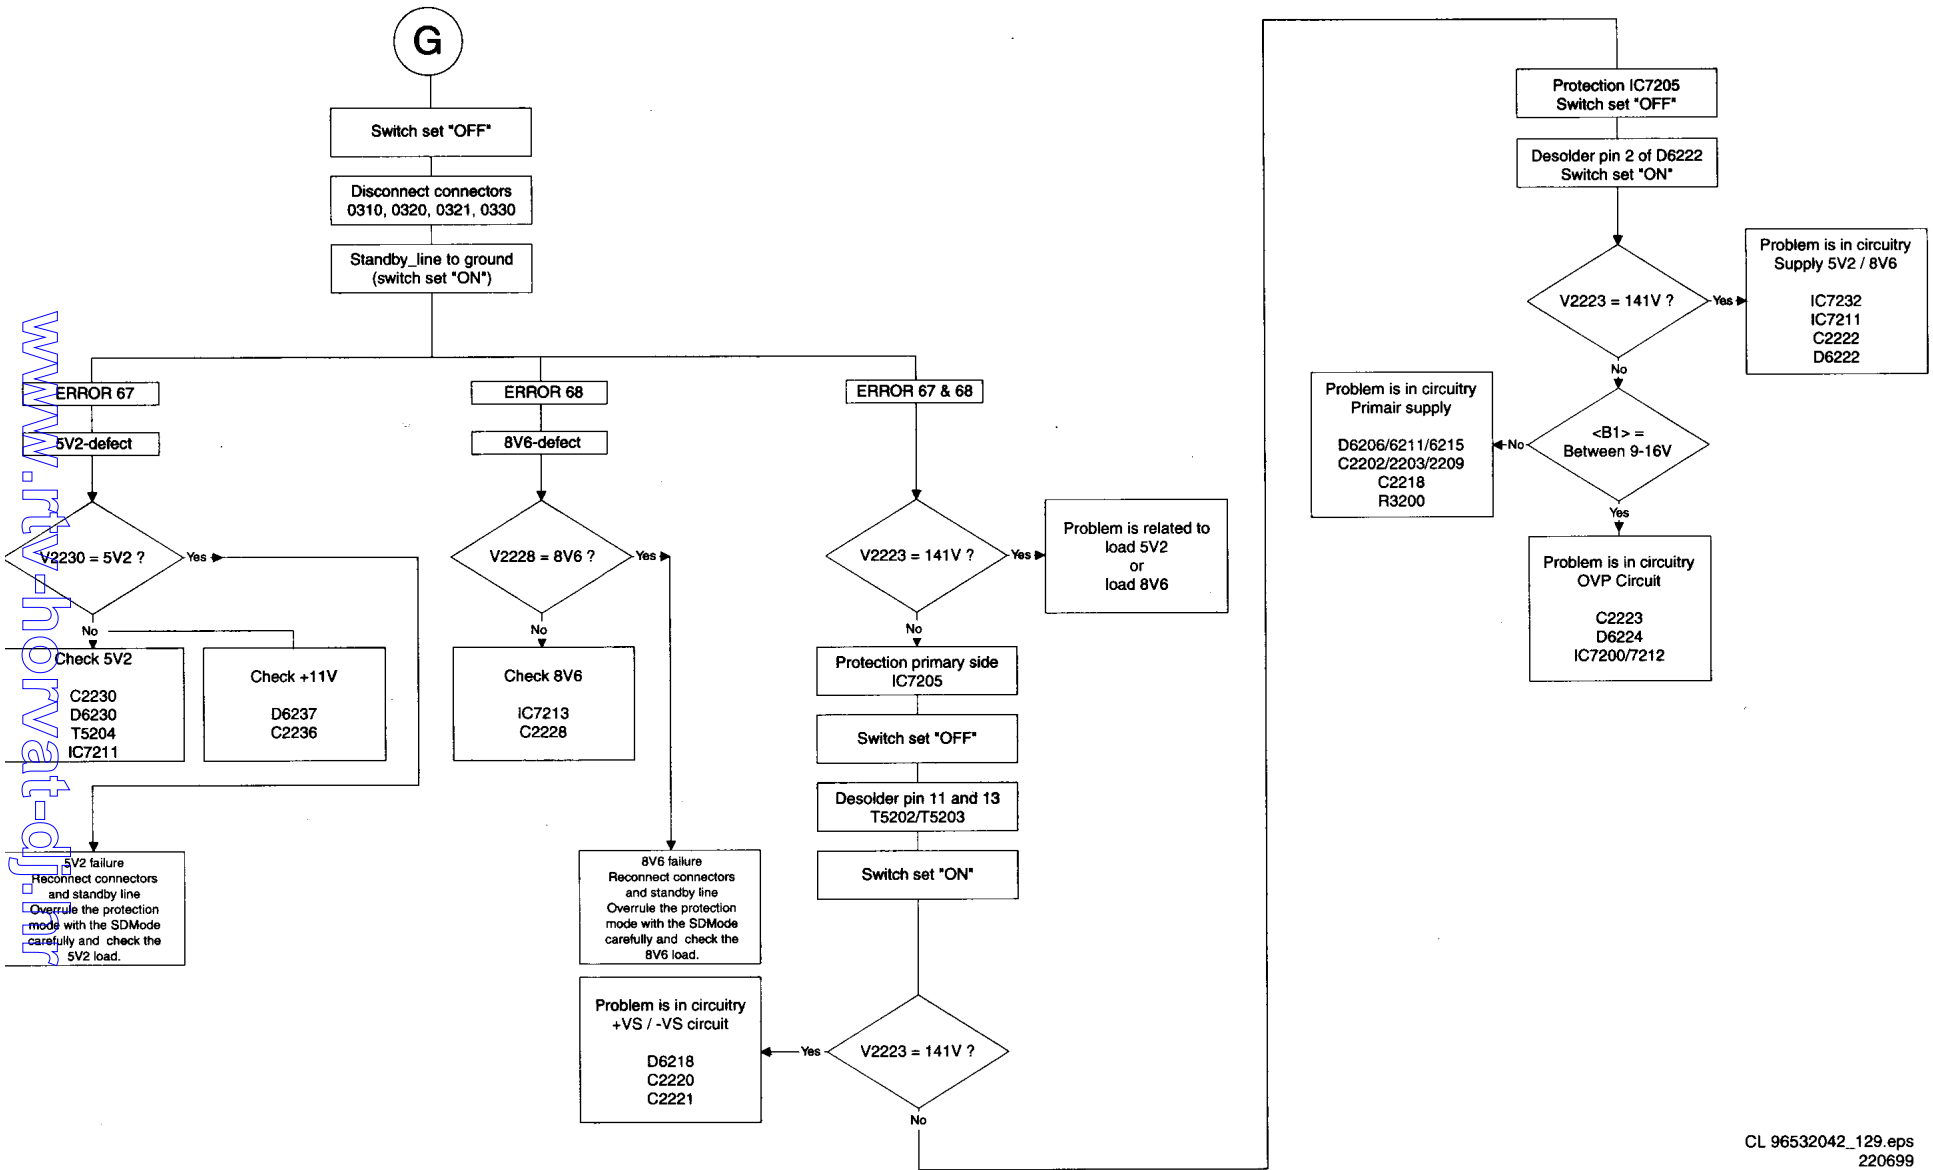 G
Switch set "OFF"
Disconnect connectors
0310, 0320, 0321, 0330
Standby_line to ground
(switch set "ON")
ERROR 67
5V2-defect
V2230 = 5V2 ?
Yes
No
Check 5V2
C2230
D6230
T5204
IC7211
Check +11V
D6237
C2236
5V2 failure
Reconnect connectors
and standby line
Overrule the protection
mode with the SDMode
carefully and check the
5V2 load.
ERROR 68
8V6-defect
V2228 = 8V6 ?
Yes
No
Check 8V6
IC7213
C2228
8V6 failure
Reconnect connectors
and standby line
Overrule the protection
mode with the SDMode
carefully and check the
8V6 load.
ERROR 67 & 68
V2223 = 141V ?
Yes
Problem is related to
load 5V2
or
load 8V6
No
Protection primary side
IC7205
Switch set "OFF"
Desolder pin 11 and 13
T5202/T5203
Switch set "ON"
V2223 = 141V ?
Yes
Problem is in circuitry
+VS / -VS circuit
D6218
C2220
C2221
No
Protection IC7205
Switch set "OFF"
Desolder pin 2 of D6222
Switch set "ON"
V2223 = 141V ?
Yes
Problem is in circuitry
Supply 5V2 / 8V6
IC7232
IC7211
C2222
D6222
No
<B1> =
Between 9-16V
No
Problem is in circuitry
Primair supply
D6206/6211/6215
C2202/2203/2209
C2218
R3200
Yes
Problem is in circuitry
OVP Circuit
C2223
D6224
IC7200/7212
CL 96532042_129.eps
220699
www.rtv-horvat-dj.hr